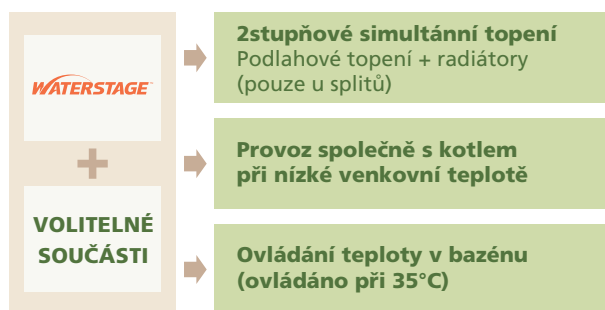 WATERSTAGE™
+
VOLITELNÉ
SOUČÁSTI
2stupňové simultánní topení
Podlahové topení + radiátory
(pouze u splitů)
Provoz společně s kotlem
při nízké venkovní teplotě
Ovládání teploty v bazénu
(ovládáno při 35°C)